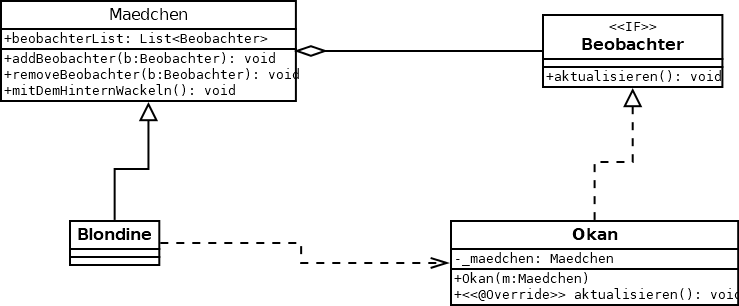 Maedchen
+beobachterList: List<Beobachter>
+addBeobachter(b:Beobachter): void
+removeBeobachter(b:Beobachter): void
+mitDemHinternWackeln(): void
<<IF>>
Beobachter
+aktualisieren(): void
Blondine
Okan
-_maedchen: Maedchen
+Okan(m:Maedchen)
+<<@Override>> aktualisieren(): void